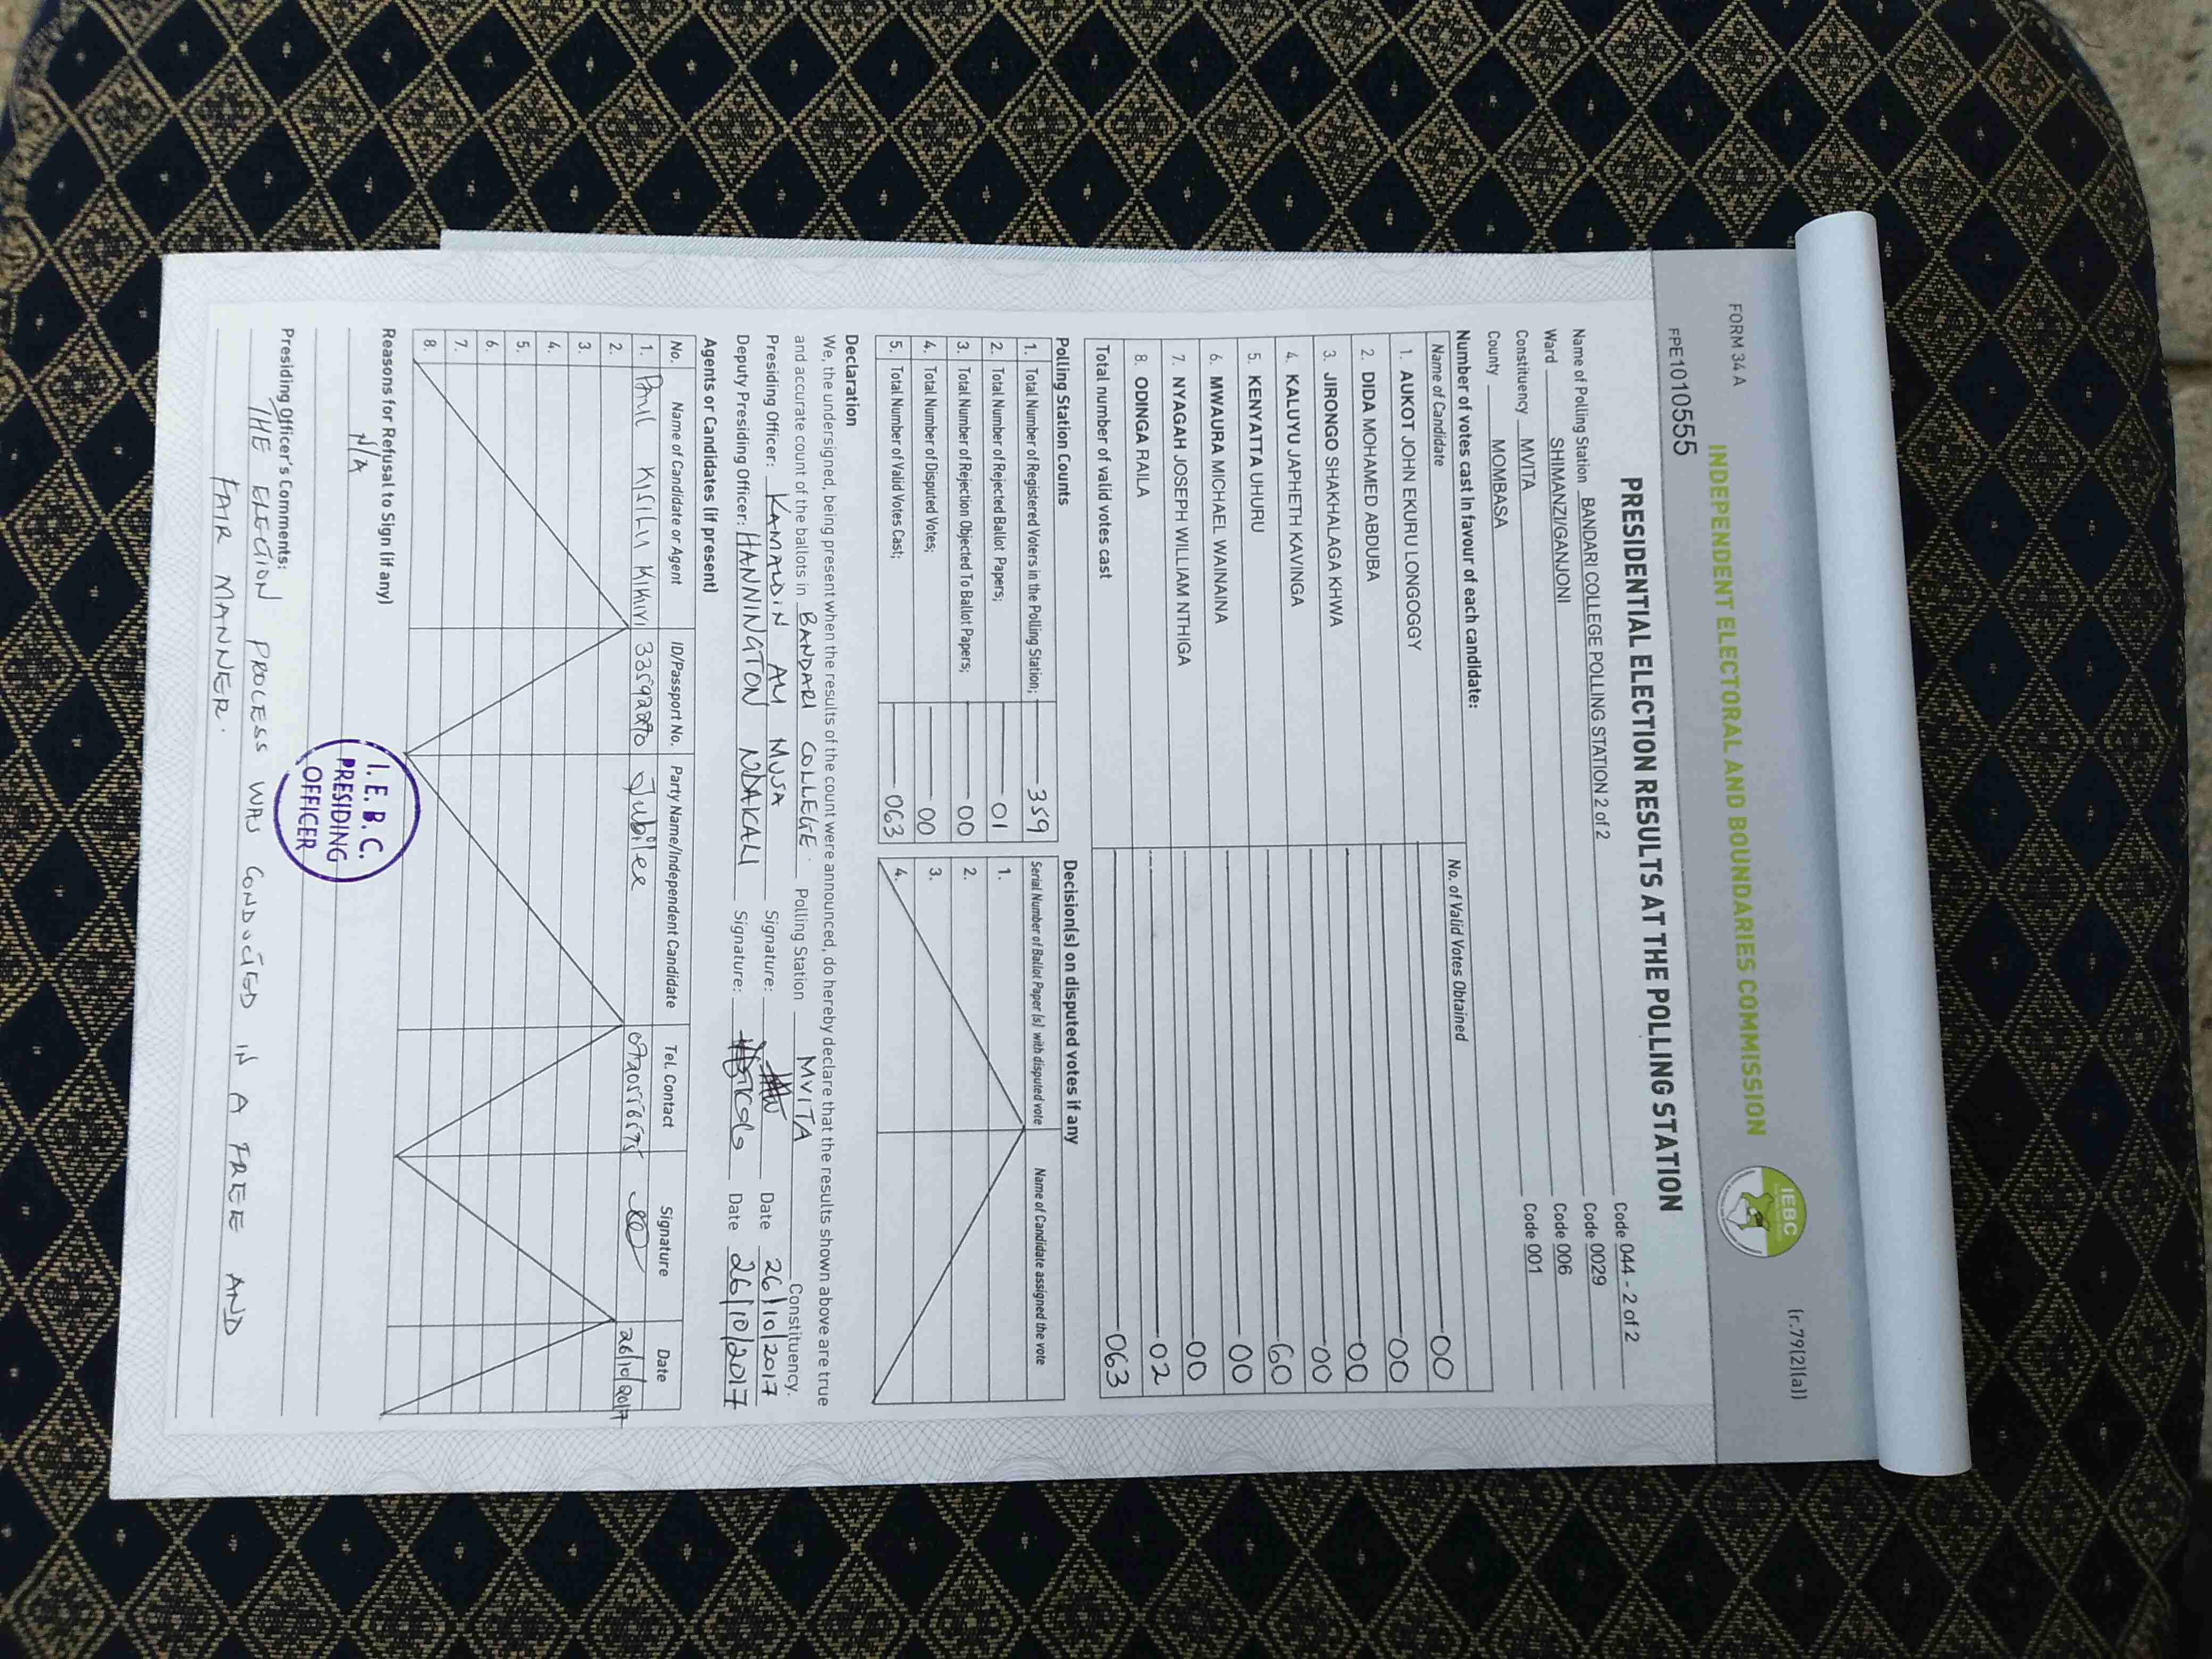 FORM 34 A
(r.79(2)(a))
INDEPENDENT ELECTORAL AND BOUNDARIES COMMISSION
IEBC
FPE1010555
PRESIDENTIAL ELECTION RESULTS AT THE POLLING STATION
Name of Polling Station BANDARI COLLEGE POLLING STATION 2 of 2 Code 044 - 2 of 2
Ward SHIMANZI/GANJONI Code 0029
Constituency MVITA Code 006
County MOMBASA Code 001
Number of votes cast in favour of each candidate:
Name of Candidate No. of Valid Votes Obtained
1. AUKOT JOHN EKURU LONGOGGY 00
2. DIDA MOHAMED ABDUBA 00
3. JIRONGO SHAKHALAGA KHWA 00
4. KALUYU JAPHETH KAVINGA 00
5. KENYATTA UHURU 60
6. MWAURA MICHAEL WAINAINA 00
7. NYAGAH JOSEPH WILLIAM NTHIGA 00
8. ODINGA RAILA 02
Total number of valid votes cast 063
Polling Station Counts
1. Total Number of Registered Voters in the Polling Station; 359
2. Total Number of Rejected Ballot Papers; 01
3. Total Number of Rejection Objected To Ballot Papers; 00
4. Total Number of Disputed Votes; 00
5. Total Number of Valid Votes Cast; 063
Decision(s) on disputed votes if any
Serial Number of Ballot Paper (s) with disputed vote Name of Candidate assigned the vote
1.
2.
3.
4.
Declaration
We, the undersigned, being present when the results of the count were announced, do hereby declare that the results shown above are true
and accurate count of the ballots in BANDARI COLLEGE. Polling Station MVITA Constituency.
Presiding Officer: KAMALDIN ALI MUSA Signature: Date 26/10/2017
Deputy Presiding Officer: HANNINGTON NDAKALI Signature: Date 26/10/2017
Agents or Candidates (if present)
No. Name of Candidate or Agent ID/Passport No. Party Name/Independent Candidate Tel. Contact Signature Date
1. PAUL KISILU 33592270 Jubilee 26/10/2017
2.
3.
4.
5.
6.
7.
8.
Reasons for Refusal to Sign (if any)
N/A
I.E.B.C.
PRESIDING
OFFICER
Presiding Officer's Comments:
THE ELECTION PROCESS WAS CONDUCTED IN A FREE AND
FAIR MANNER.